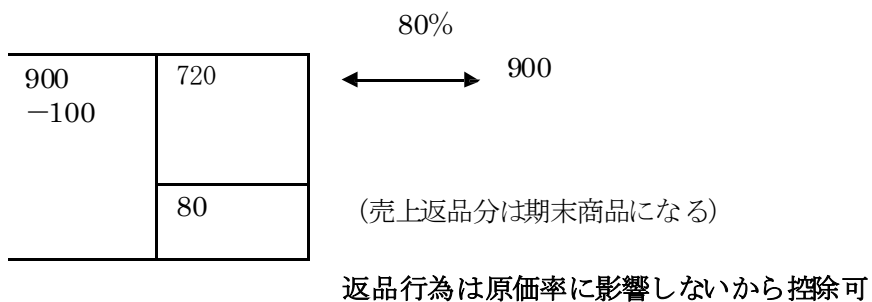 80%
900 720 900
－100
80 （売上返品分は期末商品になる）
返品行為は原価率に影響しないから控除可